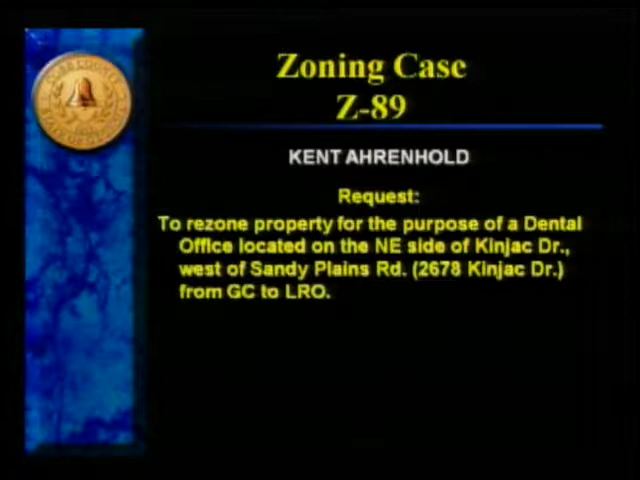 Zoning Case
Z-89
KENT AHRENHOLD
Request:
To rezone property for the purpose of a Dental
Office located on the NE side of Kinjac Dr.,
west of Sandy Plains Rd. (2678 Kinjac Dr.)
from GC to LRO.